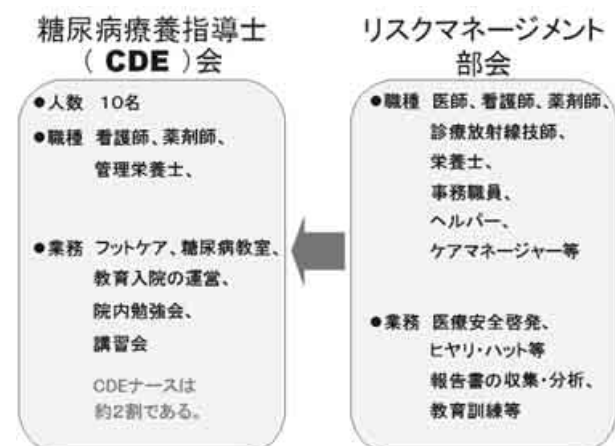 糖尿病療養指導士
( CDE )会
●人数 10名
●職種 看護師、薬剤師、
管理栄養士、
●業務 フットケア、糖尿病教室、
教育入院の運営、
院内勉強会、
講習会
CDEナースは
約2割である。
リスクマネージメント
部会
●職種 医師、看護師、薬剤師、
診療放射線技師、
栄養士、
事務職員、
ヘルパー、
ケアマネージャー等
●業務 医療安全啓発、
ヒヤリ・ハット等
報告書の収集・分析、
教育訓練等